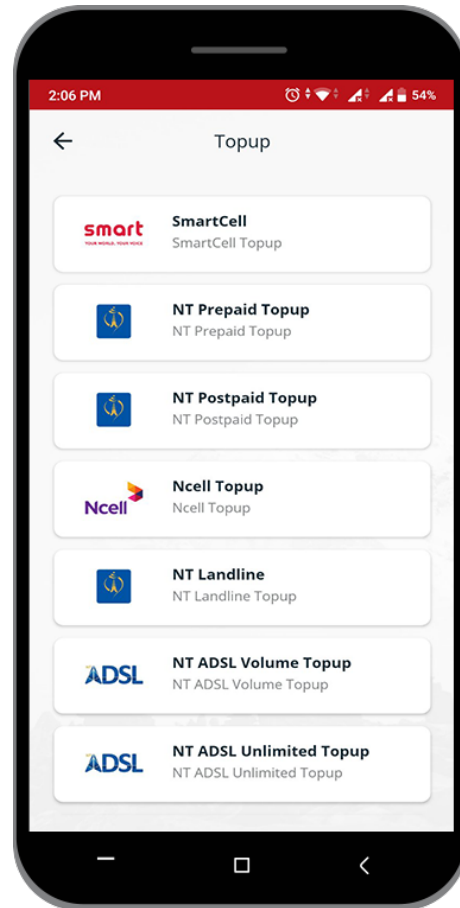 2:06 PM
54%
Topup
smart
YOUR WORLD, YOUR VOICE
SmartCell
SmartCell Topup
NT Prepaid Topup
NT Prepaid Topup
NT Postpaid Topup
NT Postpaid Topup
Ncell
Ncell Topup
Ncell Topup
NT Landline
NT Landline Topup
ADSL
NT ADSL Volume Topup
NT ADSL Volume Topup
ADSL
NT ADSL Unlimited Topup
NT ADSL Unlimited Topup